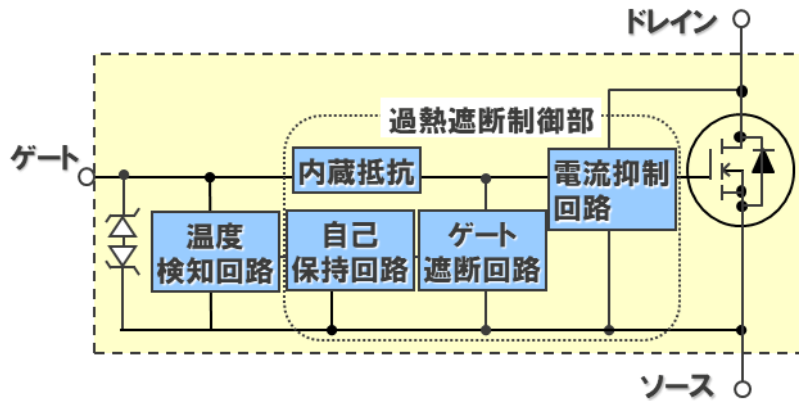 ドレイン
過熱遮断制御部
ゲート
内蔵抵抗
電流抑制
回路
温度
検知回路
自己
保持回路
ゲート
遮断回路
ソース